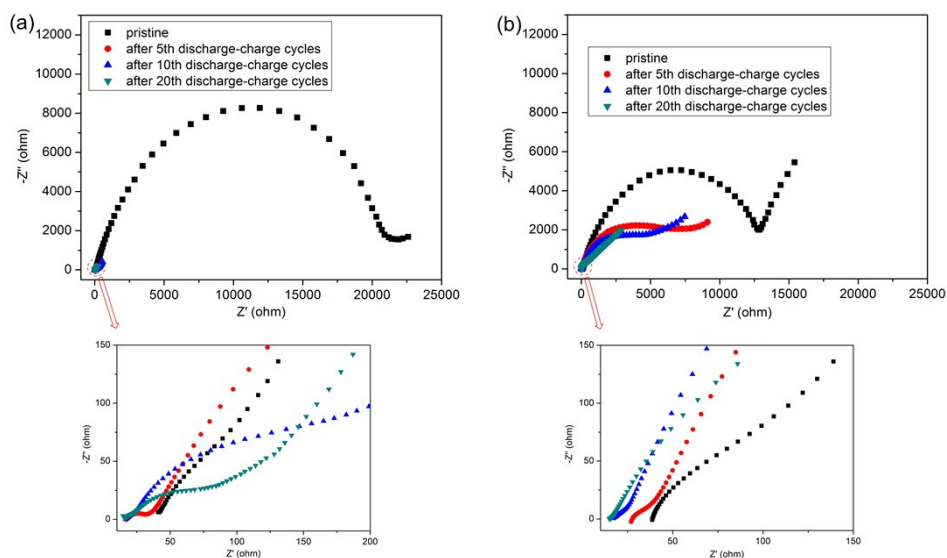 (a)
pristine
after 5th discharge-charge cycles
after 10th discharge-charge cycles
after 20th discharge-charge cycles
12000
10000
8000
6000
4000
2000
0
-Z'' (ohm)
0 5000 10000 15000 20000 25000
Z' (ohm)
150
100
50
0
-Z'' (ohm)
50 100 150 200
Z' (ohm)
(b)
pristine
after 5th discharge-charge cycles
after 10th discharge-charge cycles
after 20th discharge-charge cycles
12000
10000
8000
6000
4000
2000
0
-Z'' (ohm)
0 5000 10000 15000 20000 25000
Z' (ohm)
150
100
50
0
-Z'' (ohm)
50 100 150
Z' (ohm)